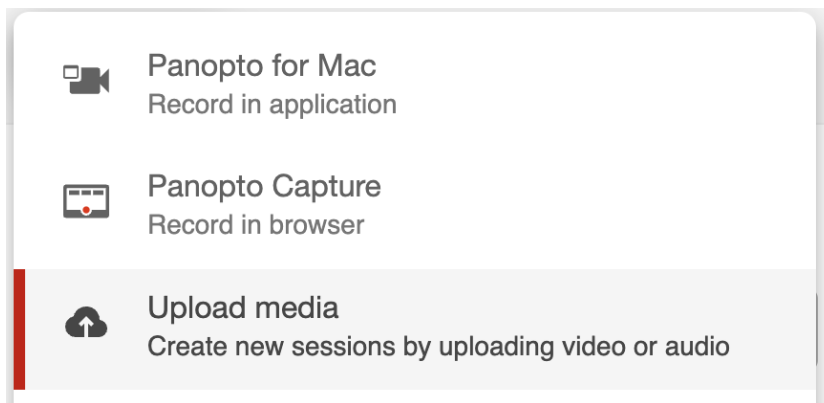 Panopto for Mac
Record in application
Panopto Capture
Record in browser
Upload media
Create new sessions by uploading video or audio